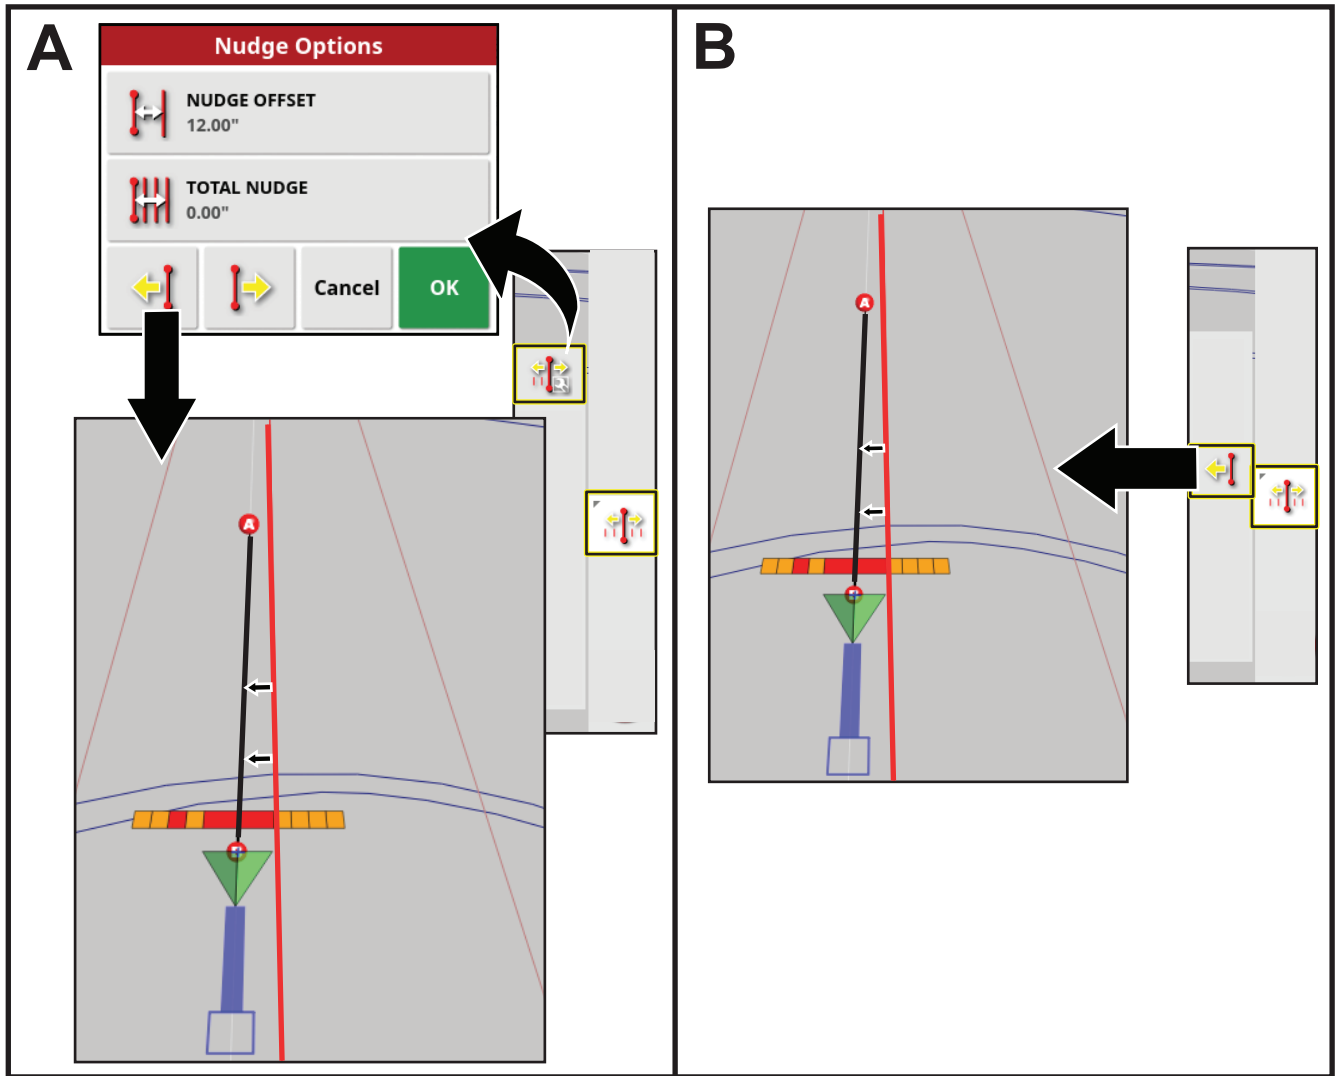 A
Nudge Options
NUDGE OFFSET
12.00"
TOTAL NUDGE
0.00"
Cancel
OK
A
B
A